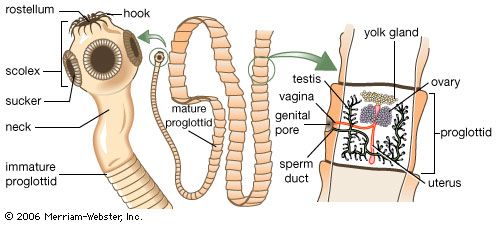 rostellum
hook
scolex
sucker
neck
immature
proglottid
mature
proglottid
yolk gland
testis
ovary
vagina
genital
pore
proglottid
sperm
duct
uterus
© 2006 Merriam-Webster, Inc.